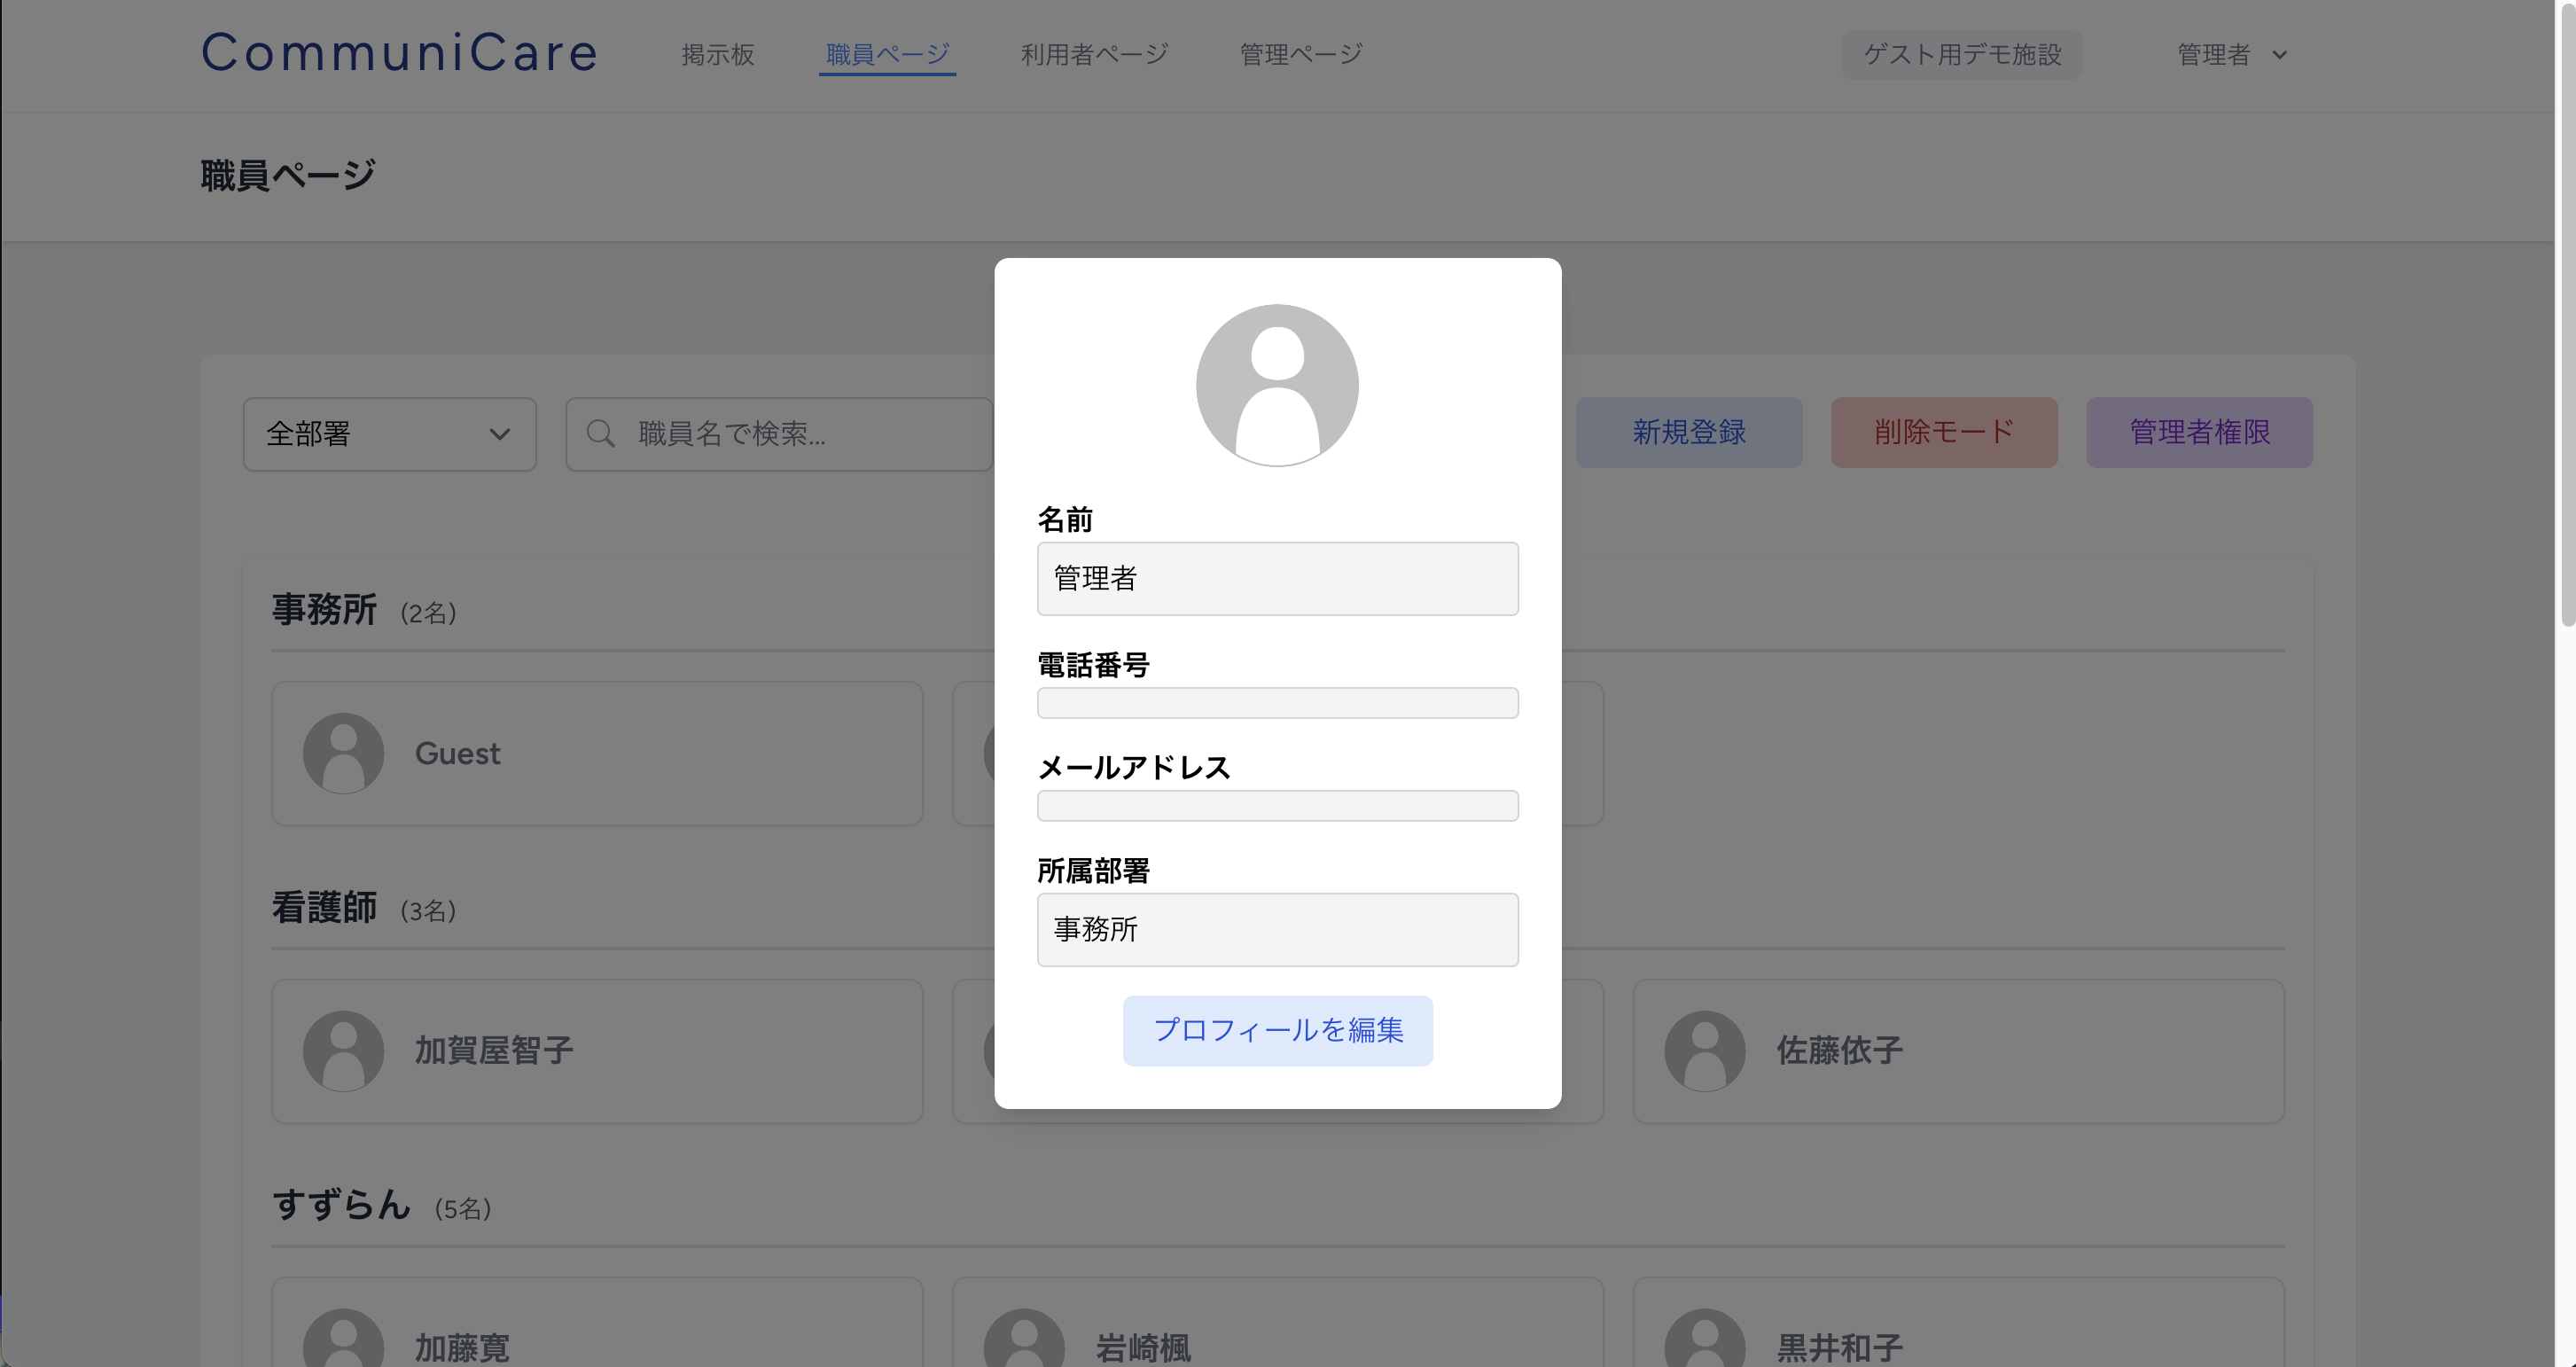 CommuniCare 掲示板 職員ページ 利用者ページ 管理ページ ゲスト用デモ施設 管理者
職員ページ
全部署 職員名で検索... 新規登録 削除モード 管理者権限
事務所 (2名)
Guest
看護師 (3名)
加賀屋智子 佐藤依子
すずらん (5名)
加藤寛 岩崎楓 黒井和子
名前
管理者
電話番号
メールアドレス
所属部署
事務所
プロフィールを編集